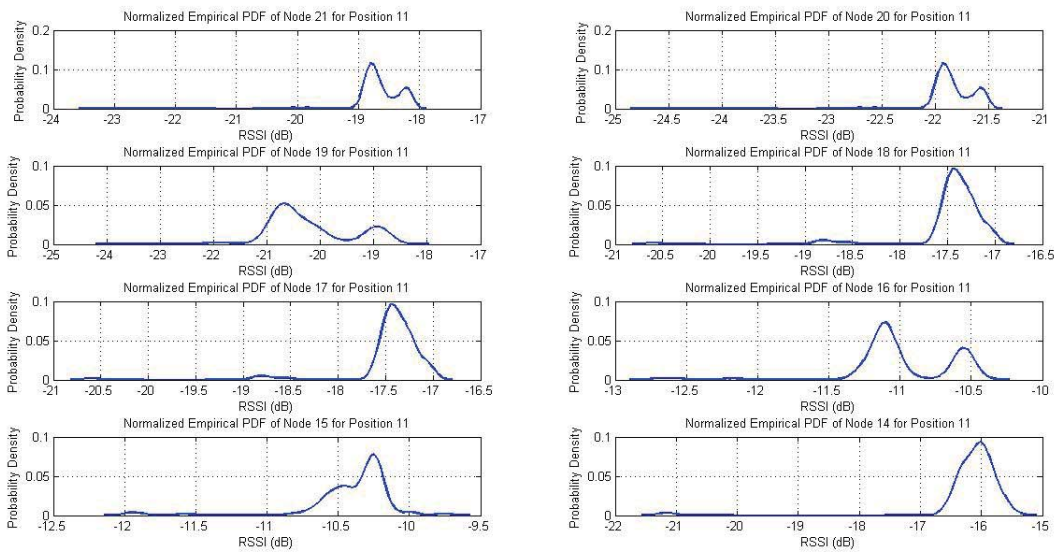 Normalized Empirical PDF of Node 21 for Position 11
Probability Density
0.2
0.1
0
-24 -23 -22 -21 -20 -19 -18 -17
RSSI (dB)
Normalized Empirical PDF of Node 20 for Position 11
Probability Density
0.2
0.1
0
-25 -24.5 -24 -23.5 -23 -22.5 -22 -21.5 -21
RSSI (dB)
Normalized Empirical PDF of Node 19 for Position 11
Probability Density
0.1
0.05
0
-25 -24 -23 -22 -21 -20 -19 -18 -17
RSSI (dB)
Normalized Empirical PDF of Node 18 for Position 11
Probability Density
0.1
0.05
0
-21 -20.5 -20 -19.5 -19 -18.5 -18 -17.5 -17 -16.5
RSSI (dB)
Normalized Empirical PDF of Node 17 for Position 11
Probability Density
0.1
0.05
0
-21 -20.5 -20 -19.5 -19 -18.5 -18 -17.5 -17 -16.5
RSSI (dB)
Normalized Empirical PDF of Node 16 for Position 11
Probability Density
0.1
0.05
0
-13 -12.5 -12 -11.5 -11 -10.5 -10
RSSI (dB)
Normalized Empirical PDF of Node 15 for Position 11
Probability Density
0.1
0.05
0
-12.5 -12 -11.5 -11 -10.5 -10 -9.5
RSSI (dB)
Normalized Empirical PDF of Node 14 for Position 11
Probability Density
0.1
0.05
0
-22 -21 -20 -19 -18 -17 -16 -15
RSSI (dB)